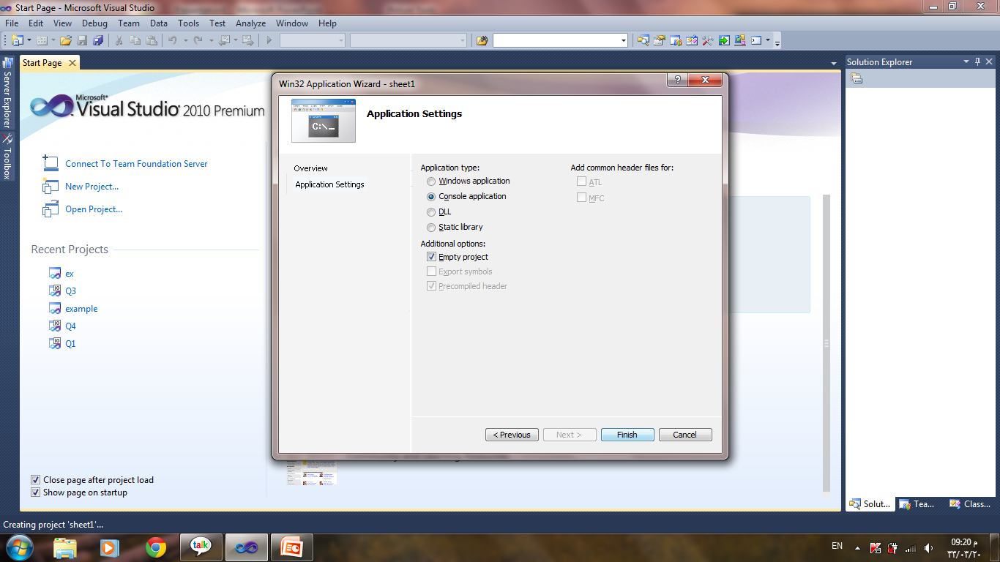 Start Page - Microsoft Visual Studio
File Edit View Debug Team Data Tools Test Analyze Window Help
Start Page
Solution Explorer
Server Explorer
Toolbox
Microsoft®
Visual Studio® 2010 Premium
Connect To Team Foundation Server
New Project...
Open Project...
Recent Projects
ex
Q3
example
Q4
Q1
Close page after project load
Show page on startup
Win32 Application Wizard - sheet1
C:\_
Application Settings
Overview
Application Settings
Application type:
Windows application
Console application
DLL
Static library
Additional options:
Empty project
Export symbols
Precompiled header
Add common header files for:
ATL
MFC
< Previous Next > Finish Cancel
Solut... Tea... Class...
Creating project 'sheet1'...
talk
EN
09:20 م
٣٣/٠٣/٢٠